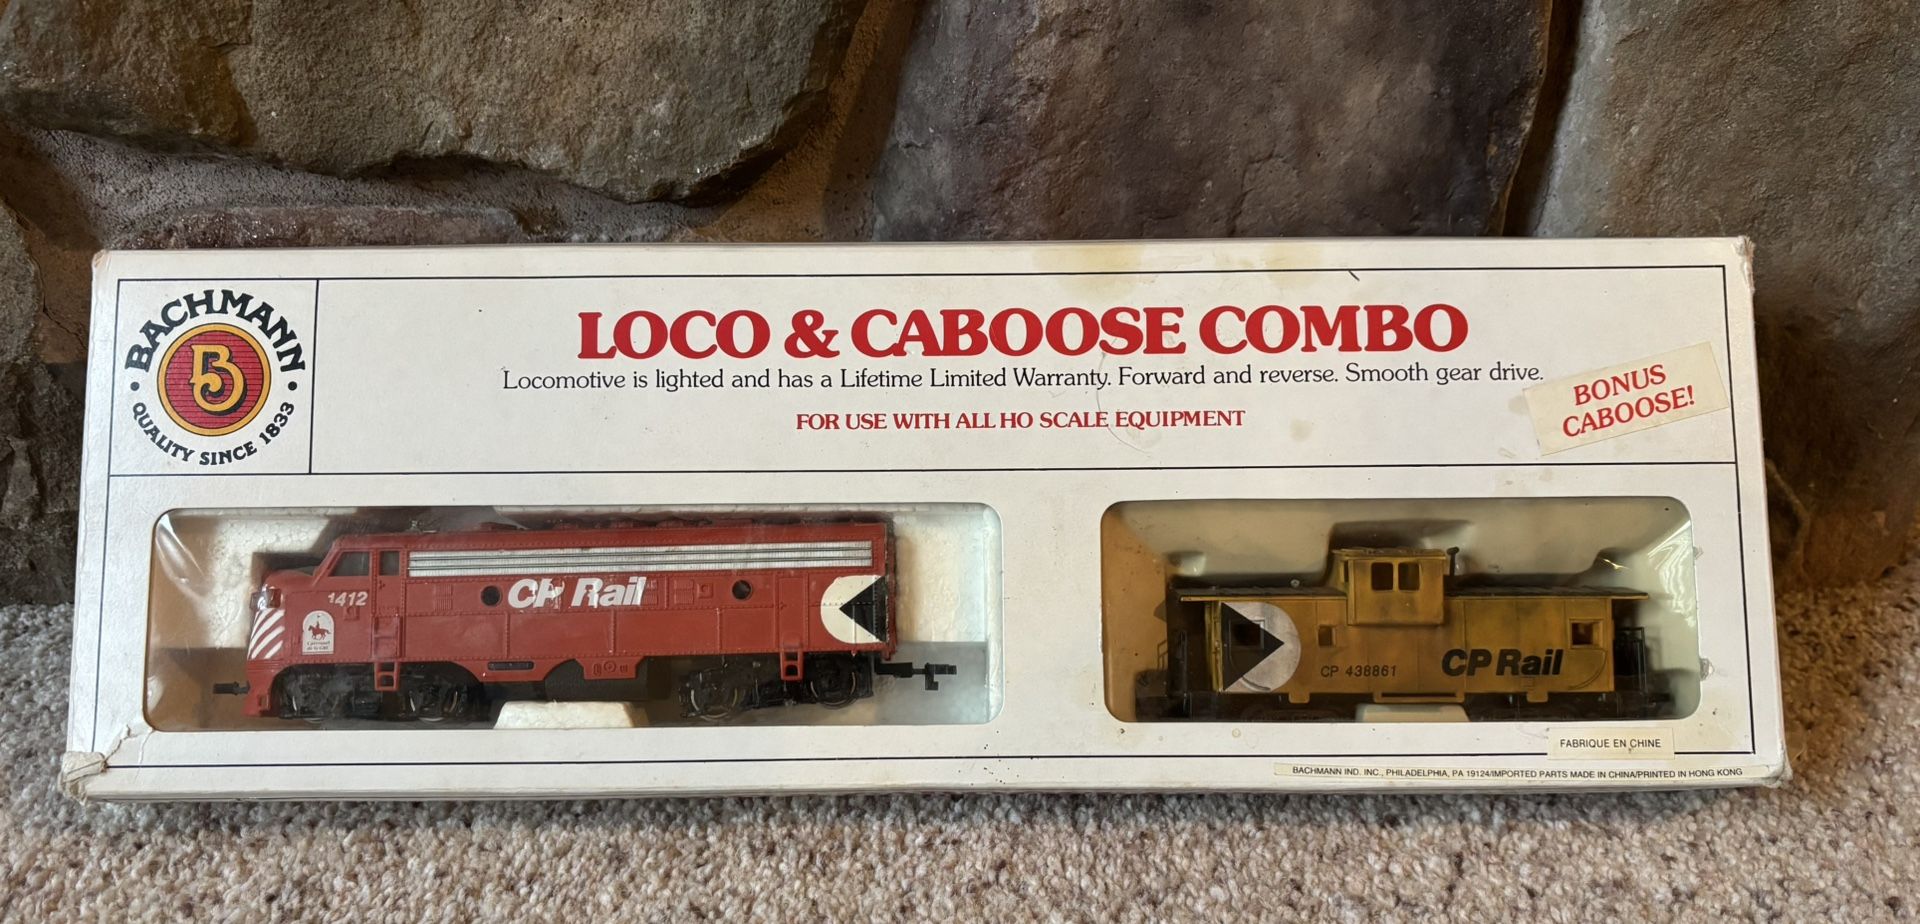 BACHMANN
B
QUALITY SINCE 1833
LOCO & CABOOSE COMBO
Locomotive is lighted and has a Lifetime Limited Warranty. Forward and reverse. Smooth gear drive.
FOR USE WITH ALL HO SCALE EQUIPMENT
BONUS
CABOOSE!
1412
CP Rail
CP 438861
CP Rail
FABRIQUE EN CHINE
BACHMANN IND. INC., PHILADELPHIA, PA 19124/IMPORTED PARTS MADE IN CHINA/PRINTED IN HONG KONG